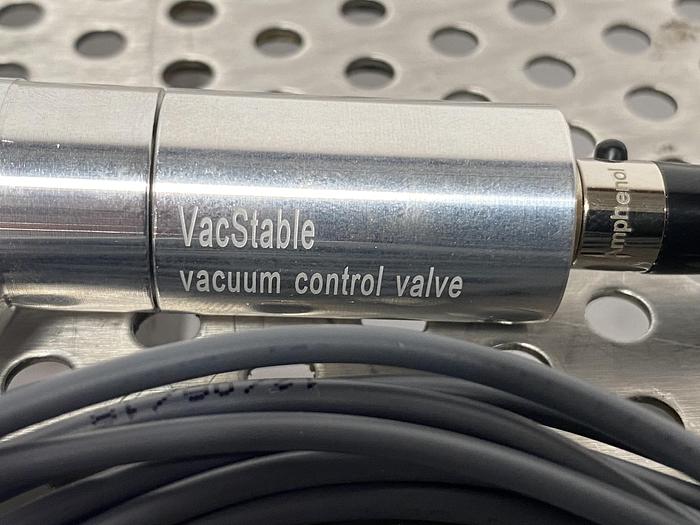 VacStable
vacuum control valve
Amphenol